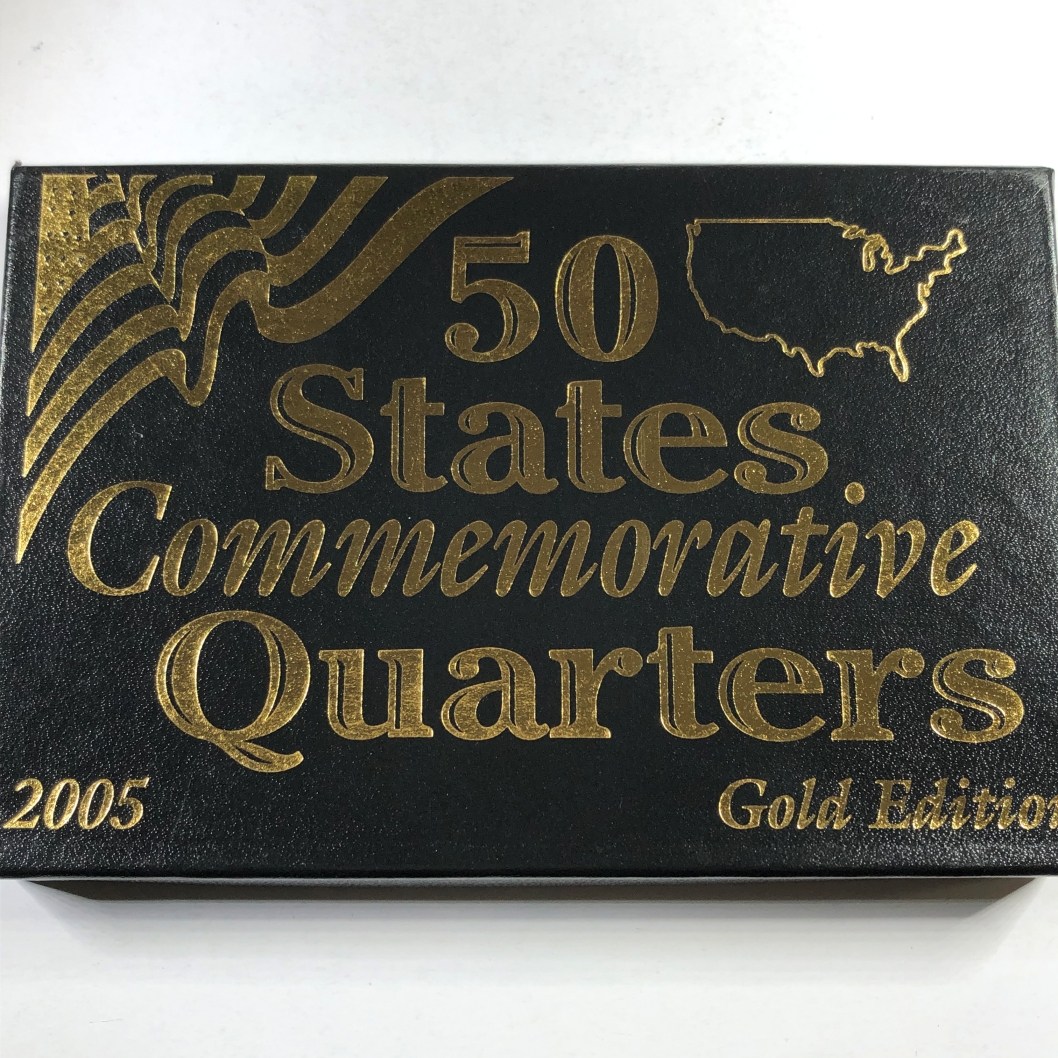 50
States
Commemorative
Quarters
2005
Gold Edition